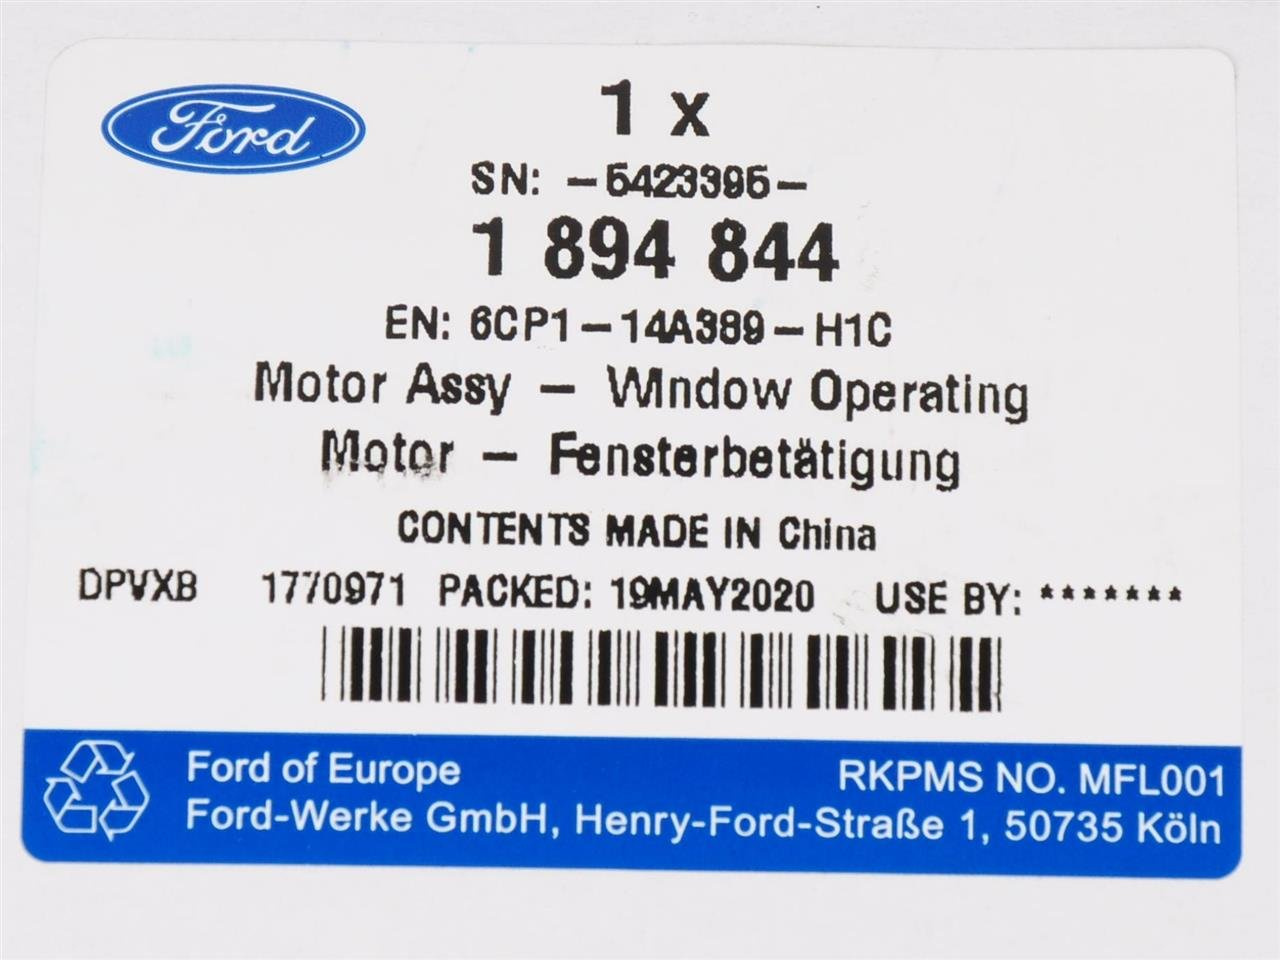 Ford
1 x
SN: -5423395-
1 894 844
EN: 6CP1-14A389-H1C
Motor Assy - Window Operating
Motor - Fensterbetätigung
CONTENTS MADE IN China
DPVXB 1770971 PACKED: 19MAY2020 USE BY: *******
Ford of Europe RKPMS NO. MFL001
Ford-Werke GmbH, Henry-Ford-Straße 1, 50735 Köln